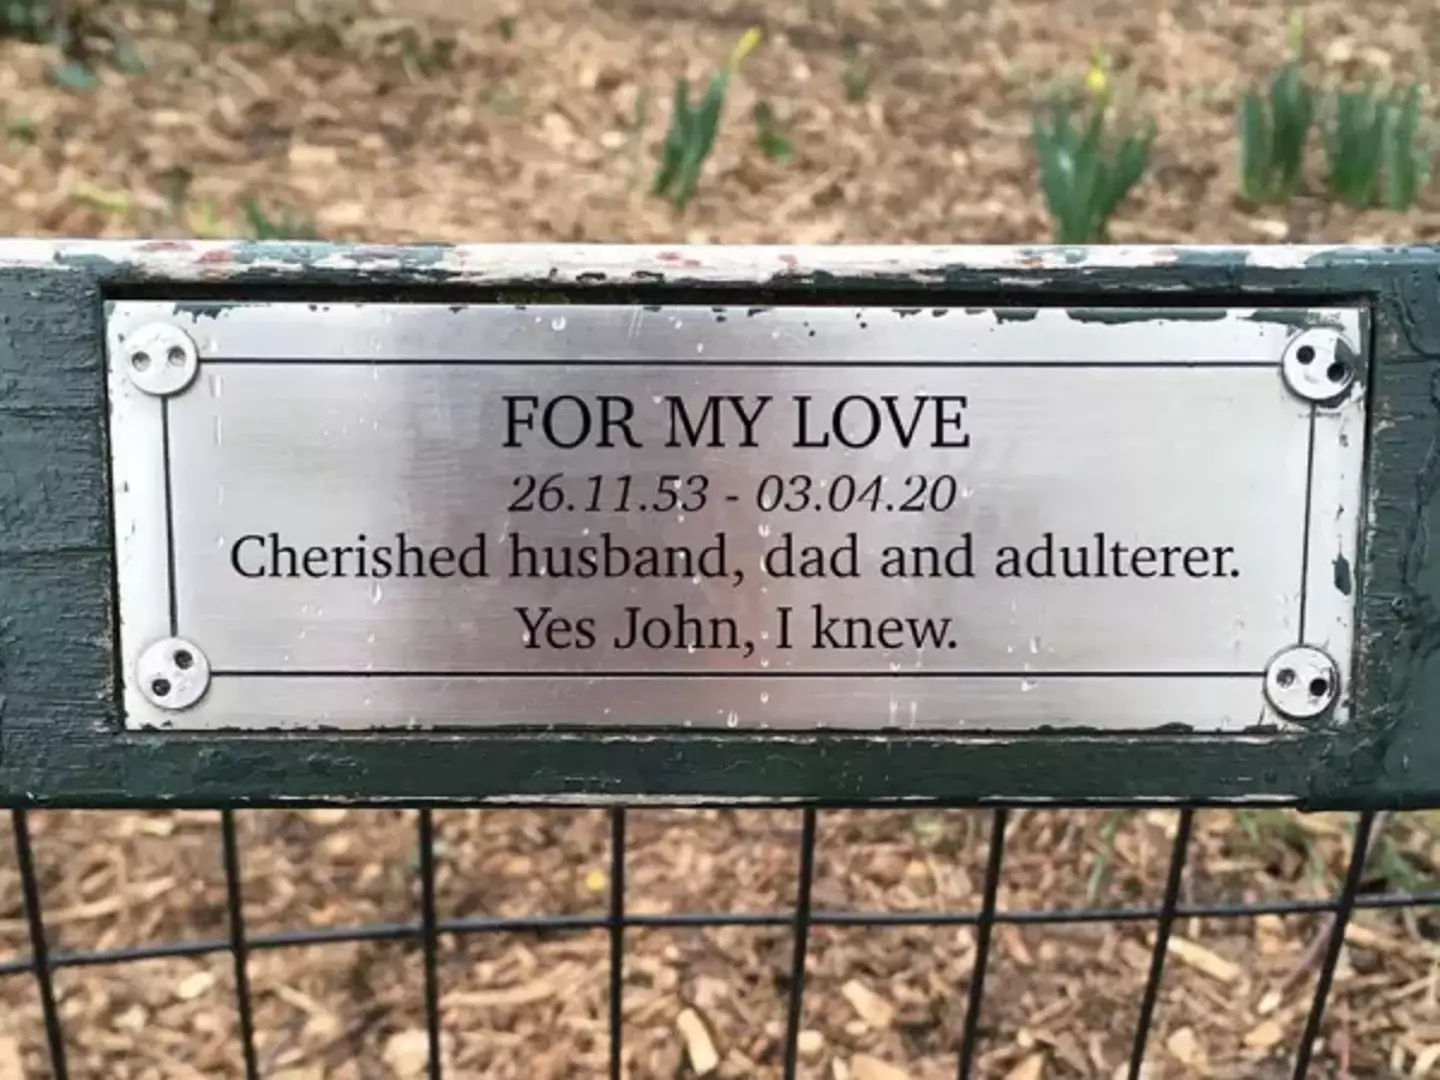 FOR MY LOVE
26.11.53 - 03.04.20
Cherished husband, dad and adulterer.
Yes John, I knew.